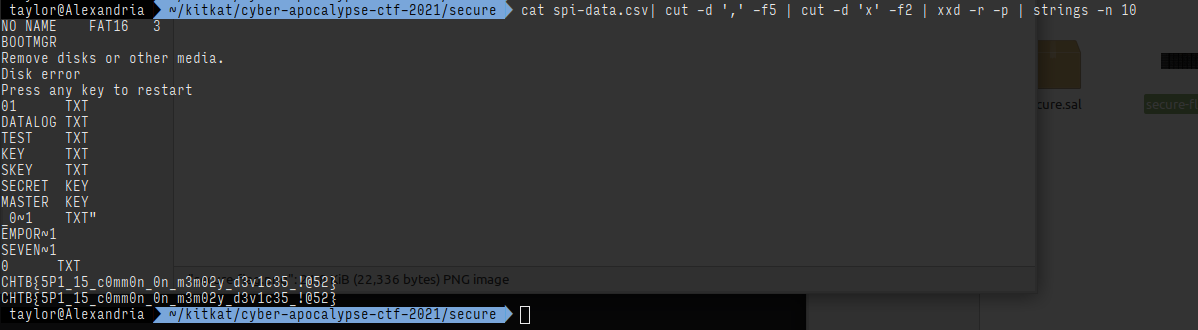 taylor@Alexandria ~/kitkat/cyber-apocalypse-ctf-2021/secure cat spi-data.csv| cut -d ',' -f5 | cut -d 'x' -f2 | xxd -r -p | strings -n 10
NO NAME    FAT16   3
BOOTMGR
Remove disks or other media.
Disk error
Press any key to restart
01      TXT
DATALOG TXT
TEST    TXT
KEY     TXT
SKEY    TXT
SECRET  KEY
MASTER  KEY
_0~1    TXT"
EMPOR~1
SEVEN~1
0      TXT
CHTB{5P1_15_c0mm0n_0n_m3m02y_d3v1c35_!@52}
CHTB{5P1_15_c0mm0n_0n_m3m02y_d3v1c35_!@52}
taylor@Alexandria ~/kitkat/cyber-apocalypse-ctf-2021/secure
cure.sal
secure-fi
(22,336 bytes) PNG image